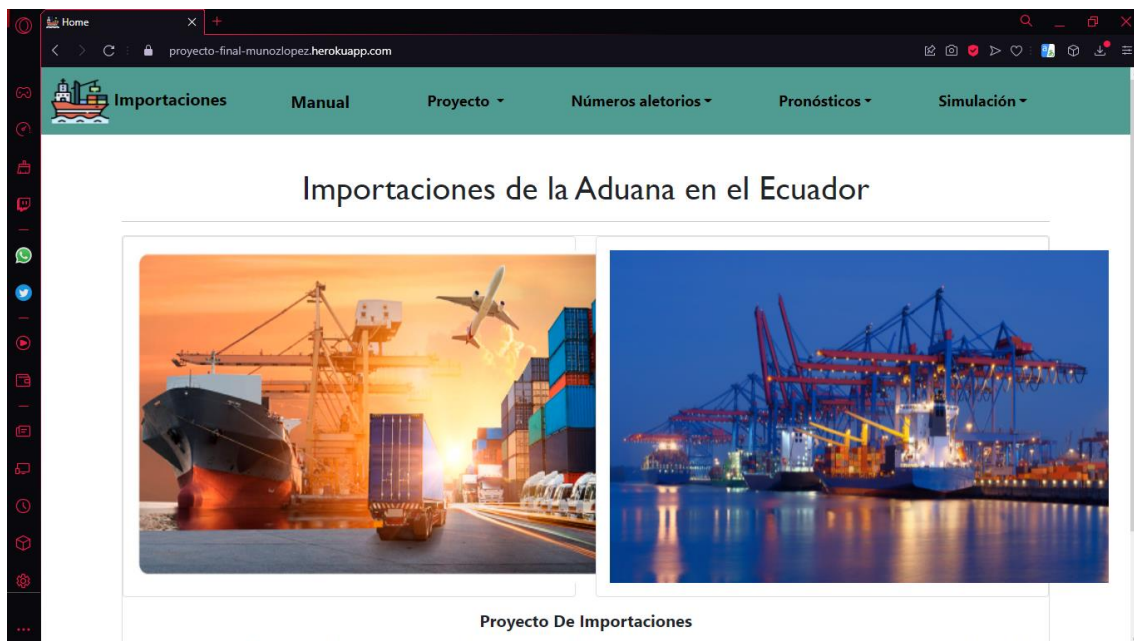 Home
proyecto-final-munozlopez.herokuapp.com
Importaciones Manual Proyecto Números aletorios Pronósticos Simulación
Importaciones de la Aduana en el Ecuador
Proyecto De Importaciones